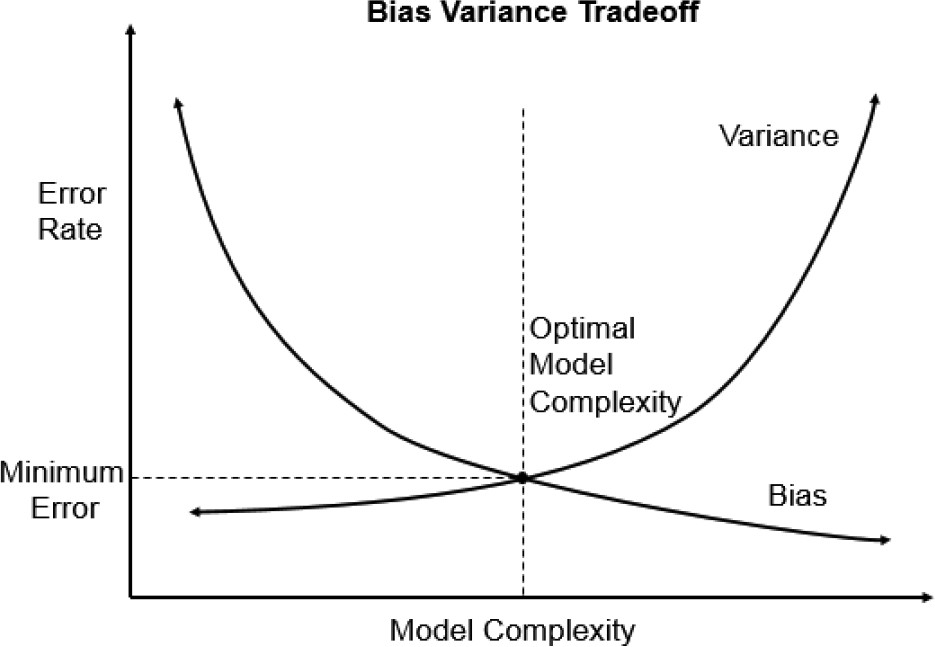 Bias Variance Tradeoff
Variance
Error
Rate
Optimal
Model
Complexity
Minimum
Error
Bias
Model Complexity